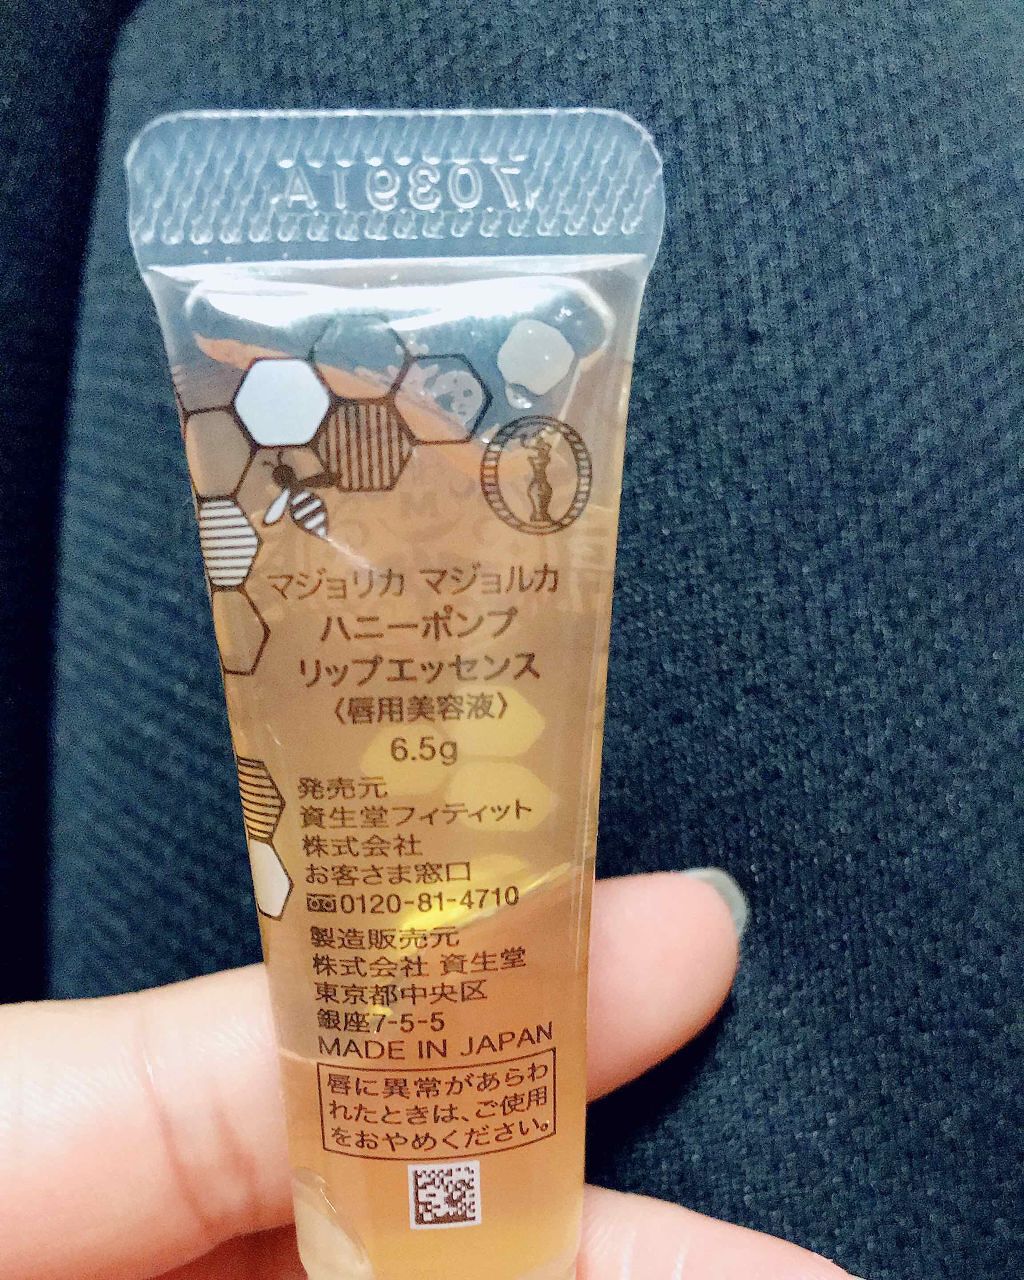 70391A
マジョリカ マジョルカ
ハニーポンプ
リップエッセンス
〈唇用美容液〉
6.5g
発売元
資生堂フィティット
株式会社
お客さま窓口
0120-81-4710
製造販売元
株式会社 資生堂
東京都中央区
銀座7-5-5
MADE IN JAPAN
唇に異常があらわ
れたときは、ご使用
をおやめください。